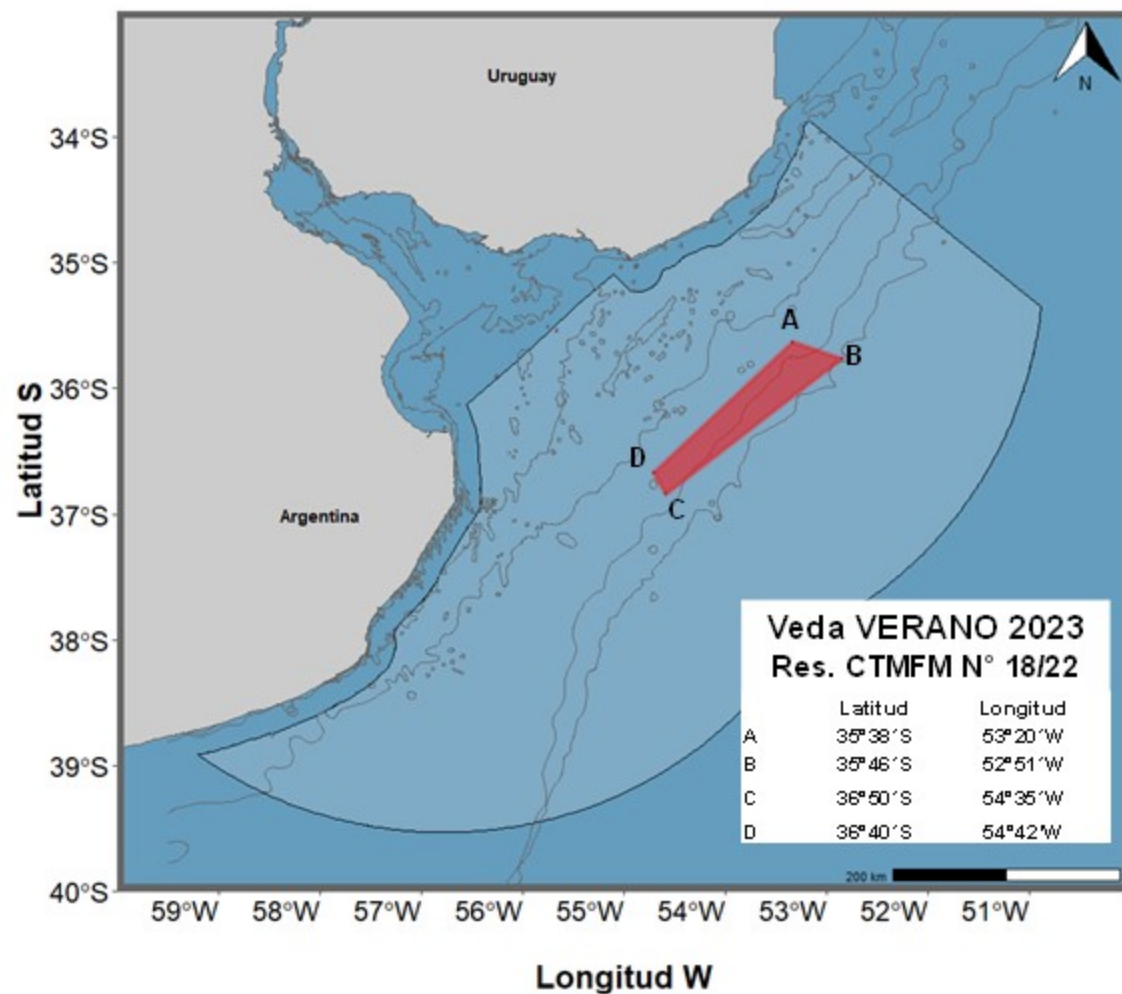 Uruguay
N
34°S
35°S
A
B
36°S
D
37°S
C
Argentina
38°S
39°S
40°S
Latitud S
Veda VERANO 2023
Res. CTMFM N° 18/22
Latitud Longitud
A 35°38´S 53°20´W
B 35°46´S 52°51´W
C 36°50´S 54°35´W
D 36°40´S 54°42´W
200 km
59°W 58°W 57°W 56°W 55°W 54°W 53°W 52°W 51°W
Longitud W